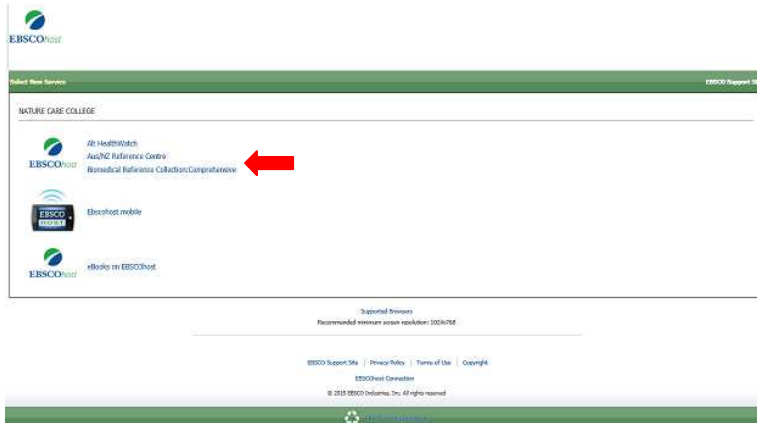 EBSCOhost
Select New Service
EBSCO Support Si
NATURE CARE COLLEGE
EBSCOhost
Alt HealthWatch
Aus/NZ Reference Centre
Biomedical Reference Collection:Comprehensive
EBSCO
HOST
Ebscohost mobile
EBSCOhost
eBooks on EBSCOhost
Supported Browsers
Recommended minimum screen resolution: 1024x768
EBSCO Support Site | Privacy Policy | Terms of Use | Copyright
EBSCOhost Connection
© 2015 EBSCO Industries, Inc. All rights reserved